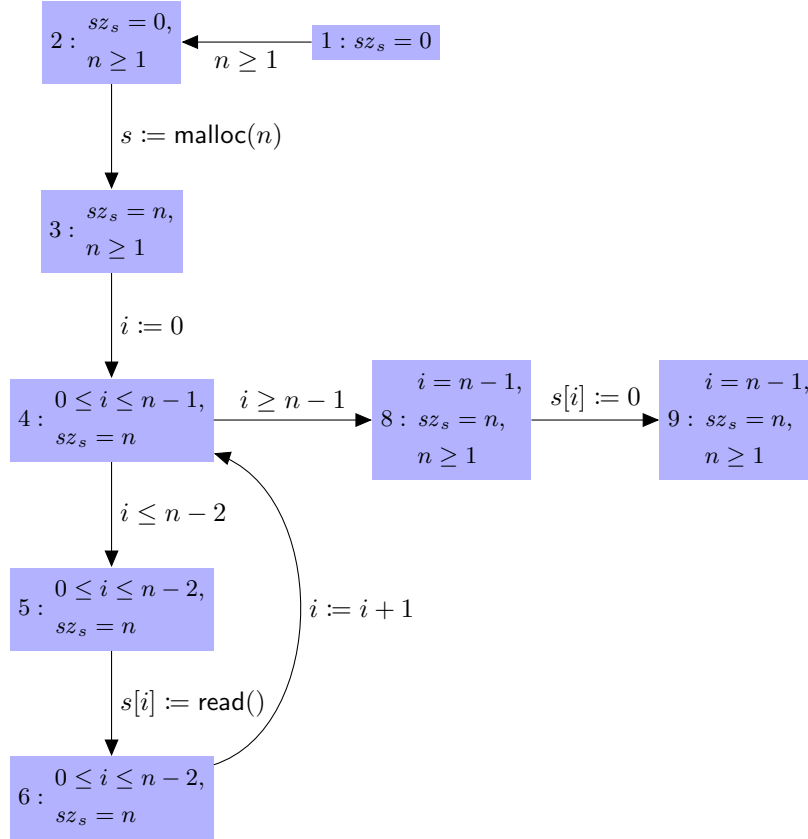 2 : sz_s = 0,
n ≥ 1
n ≥ 1
1 : sz_s = 0
s := malloc(n)
3 : sz_s = n,
n ≥ 1
i := 0
4 : 0 ≤ i ≤ n − 1,
sz_s = n
i ≥ n − 1
8 : i = n − 1,
sz_s = n,
n ≥ 1
s[i] := 0
9 : i = n − 1,
sz_s = n,
n ≥ 1
i ≤ n − 2
5 : 0 ≤ i ≤ n − 2,
sz_s = n
i := i + 1
s[i] := read()
6 : 0 ≤ i ≤ n − 2,
sz_s = n